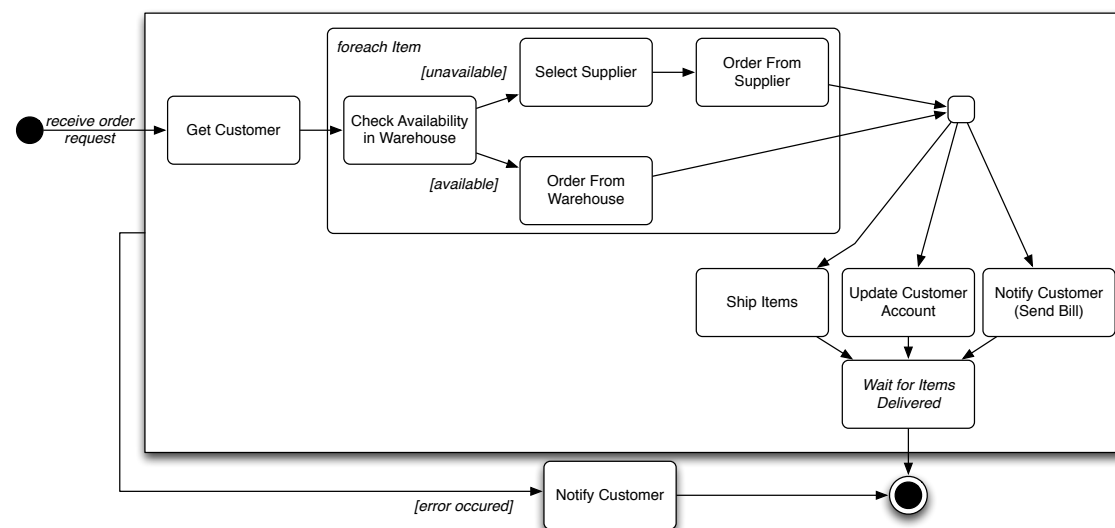 foreach Item
[unavailable]
Select Supplier
Order From
Supplier
receive order
request
Get Customer
Check Availability
in Warehouse
[available]
Order From
Warehouse
Ship Items
Update Customer
Account
Notify Customer
(Send Bill)
Wait for Items
Delivered
[error occured]
Notify Customer